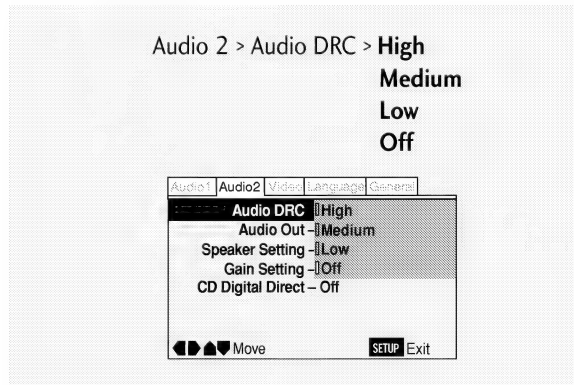 Audio 2 > Audio DRC > High
Medium
Low
Off
Audio1 Audio2 Video Language General
Audio DRC High
Audio Out – Medium
Speaker Setting – Low
Gain Setting – Off
CD Digital Direct – Off
Move SETUP Exit